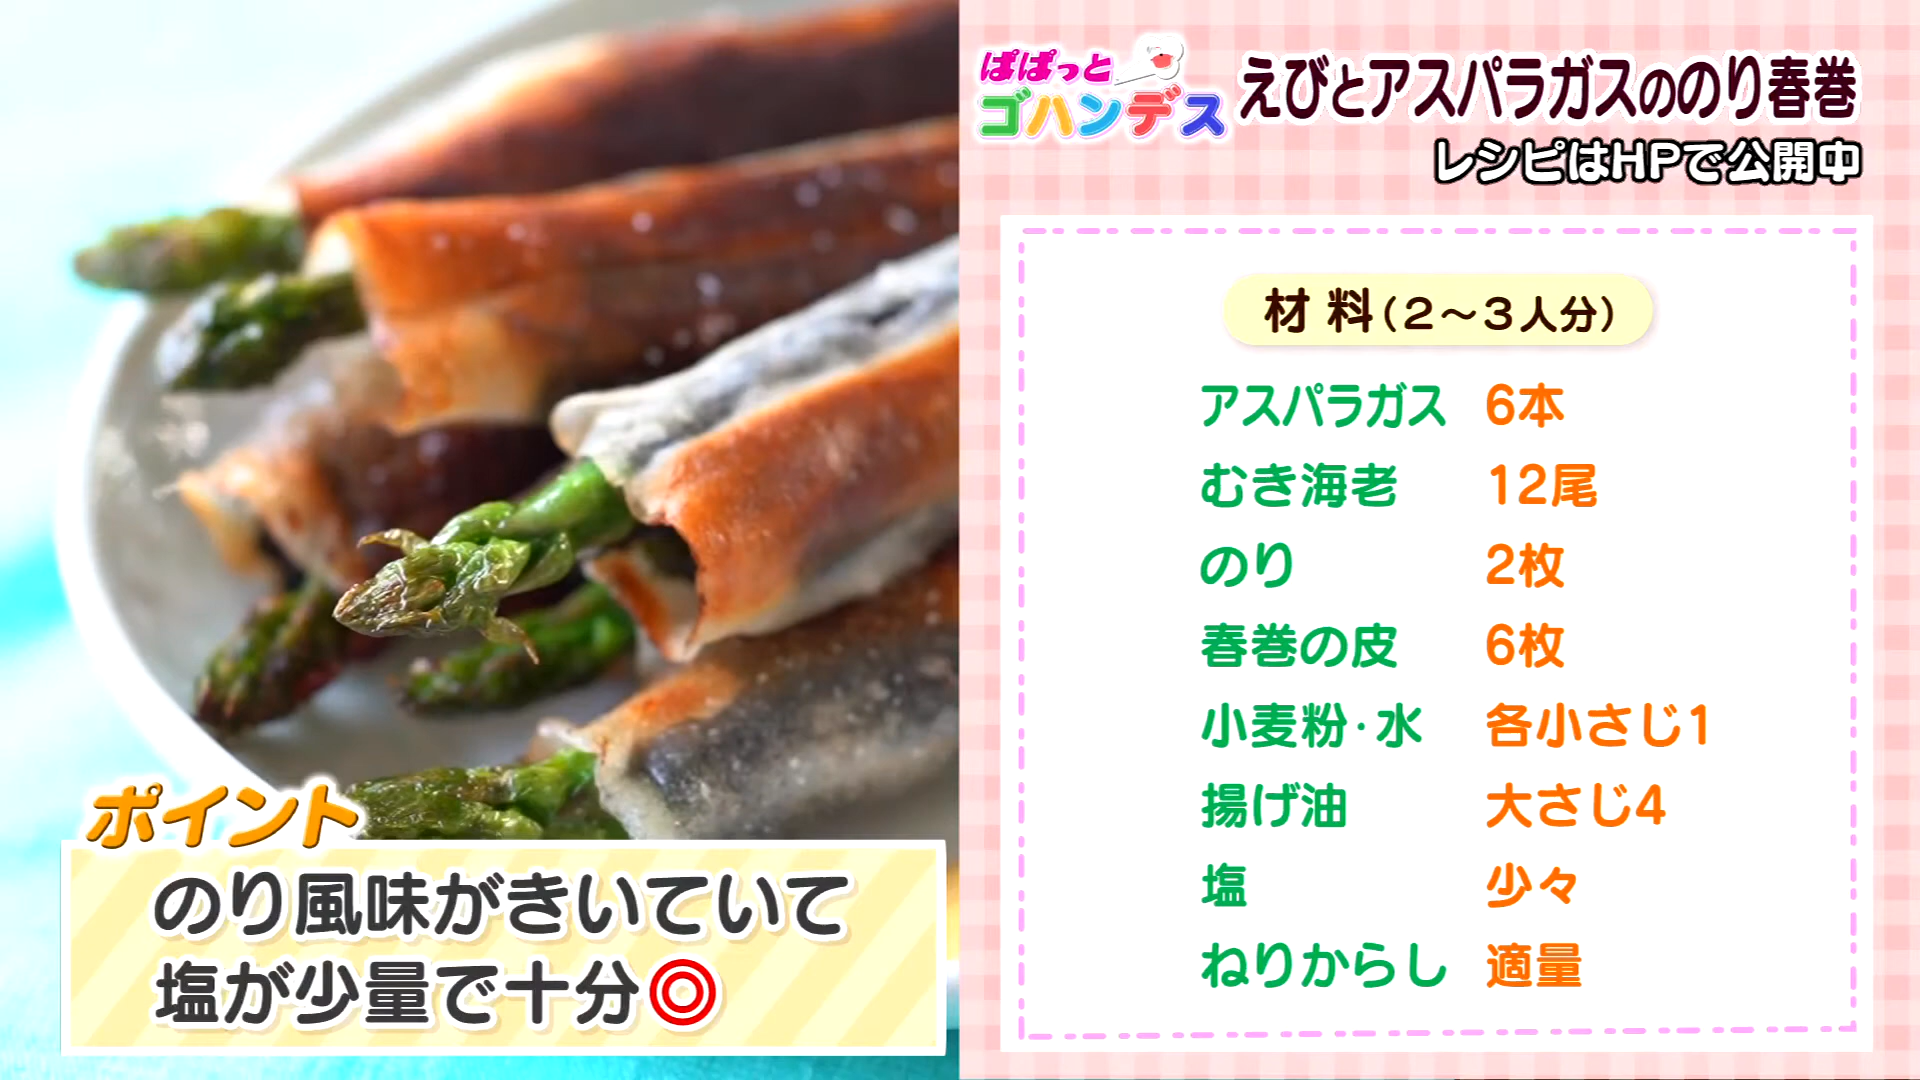 ぱぱっと
ゴハンデス
えびとアスパラガスののり春巻
レシピはHPで公開中
材 料(2～3人分)
アスパラガス 6本
むき海老 12尾
のり 2枚
春巻の皮 6枚
小麦粉・水 各小さじ1
揚げ油 大さじ4
塩 少々
ねりからし 適量
ポイント
のり風味がきいていて
塩が少量で十分◎